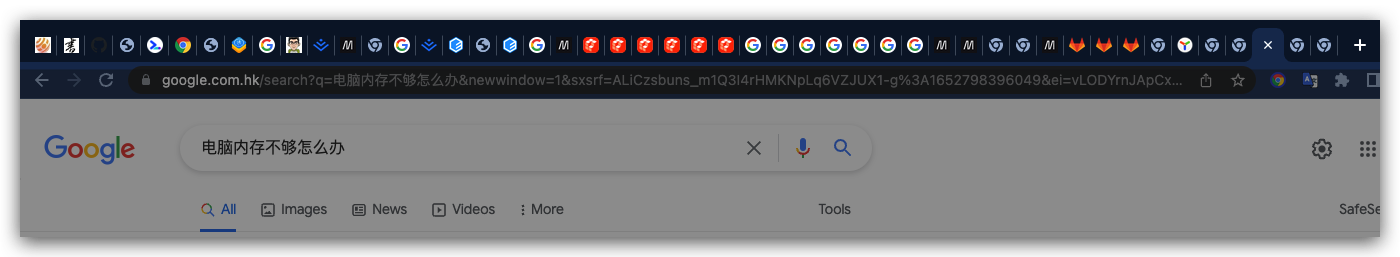 google.com.hk/search?q=电脑内存不够怎么办&newwindow=1&sxsrf=ALiCzsbuns_m1Q3I4rHMKNpLq6VZJUX1-g%3A1652798396049&ei=vLODYrnJApCx...
Google
电脑内存不够怎么办
All Images News Videos More Tools SafeSe